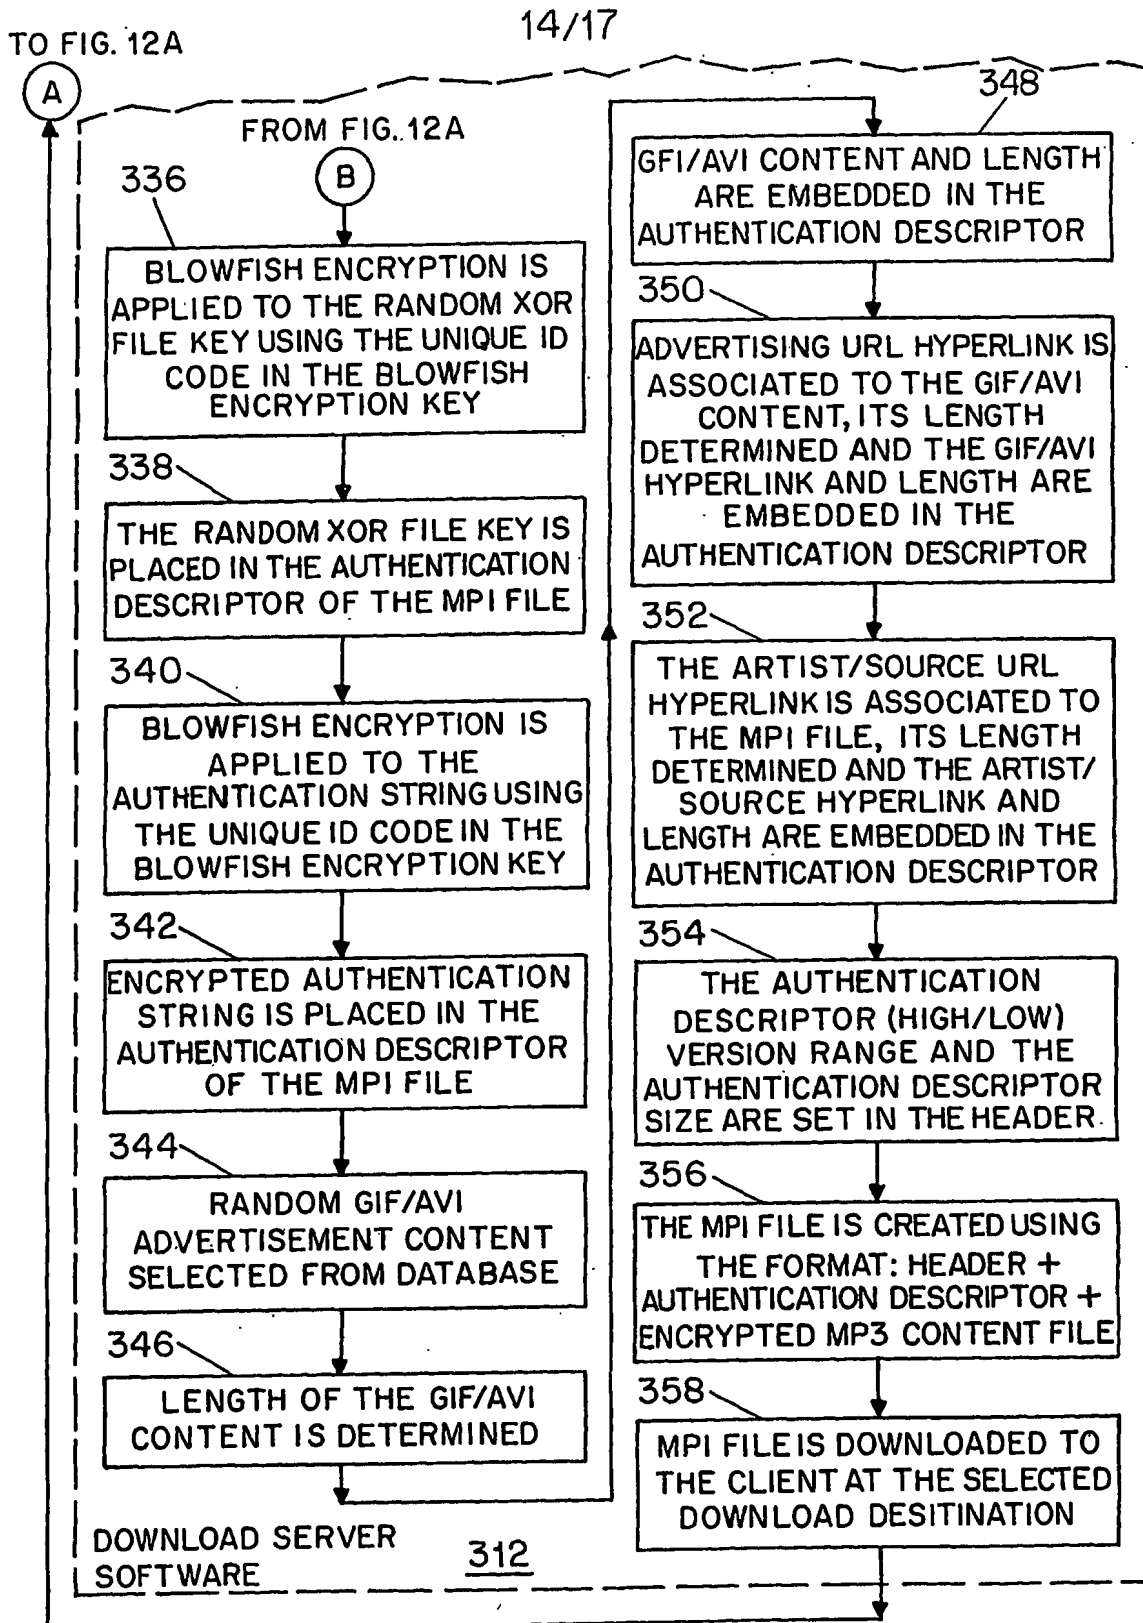 14/17
TO FIG. 12A
A
FROM FIG. 12A
B
336
BLOWFISH ENCRYPTION IS
APPLIED TO THE RANDOM XOR
FILE KEY USING THE UNIQUE ID
CODE IN THE BLOWFISH
ENCRYPTION KEY
338
THE RANDOM XOR FILE KEY IS
PLACED IN THE AUTHENTICATION
DESCRIPTOR OF THE MPI FILE
340
BLOWFISH ENCRYPTION IS
APPLIED TO THE
AUTHENTICATION STRING USING
THE UNIQUE ID CODE IN THE
BLOWFISH ENCRYPTION KEY
342
ENCRYPTED AUTHENTICATION
STRING IS PLACED IN THE
AUTHENTICATION DESCRIPTOR
OF THE MPI FILE
344
RANDOM GIF/AVI
ADVERTISEMENT CONTENT
SELECTED FROM DATABASE
346
LENGTH OF THE GIF/AVI
CONTENT IS DETERMINED
348
GFI/AVI CONTENT AND LENGTH
ARE EMBEDDED IN THE
AUTHENTICATION DESCRIPTOR
350
ADVERTISING URL HYPERLINK IS
ASSOCIATED TO THE GIF/AVI
CONTENT, ITS LENGTH
DETERMINED AND THE GIF/AVI
HYPERLINK AND LENGTH ARE
EMBEDDED IN THE
AUTHENTICATION DESCRIPTOR
352
THE ARTIST/SOURCE URL
HYPERLINK IS ASSOCIATED TO
THE MPI FILE, ITS LENGTH
DETERMINED AND THE ARTIST/
SOURCE HYPERLINK AND
LENGTH ARE EMBEDDED IN THE
AUTHENTICATION DESCRIPTOR
354
THE AUTHENTICATION
DESCRIPTOR (HIGH/LOW)
VERSION RANGE AND THE
AUTHENTICATION DESCRIPTOR
SIZE ARE SET IN THE HEADER.
356
THE MPI FILE IS CREATED USING
THE FORMAT: HEADER +
AUTHENTICATION DESCRIPTOR +
ENCRYPTED MP3 CONTENT FILE
358
MPI FILE IS DOWNLOADED TO
THE CLIENT AT THE SELECTED
DOWNLOAD DESITINATION
DOWNLOAD SERVER
SOFTWARE
312